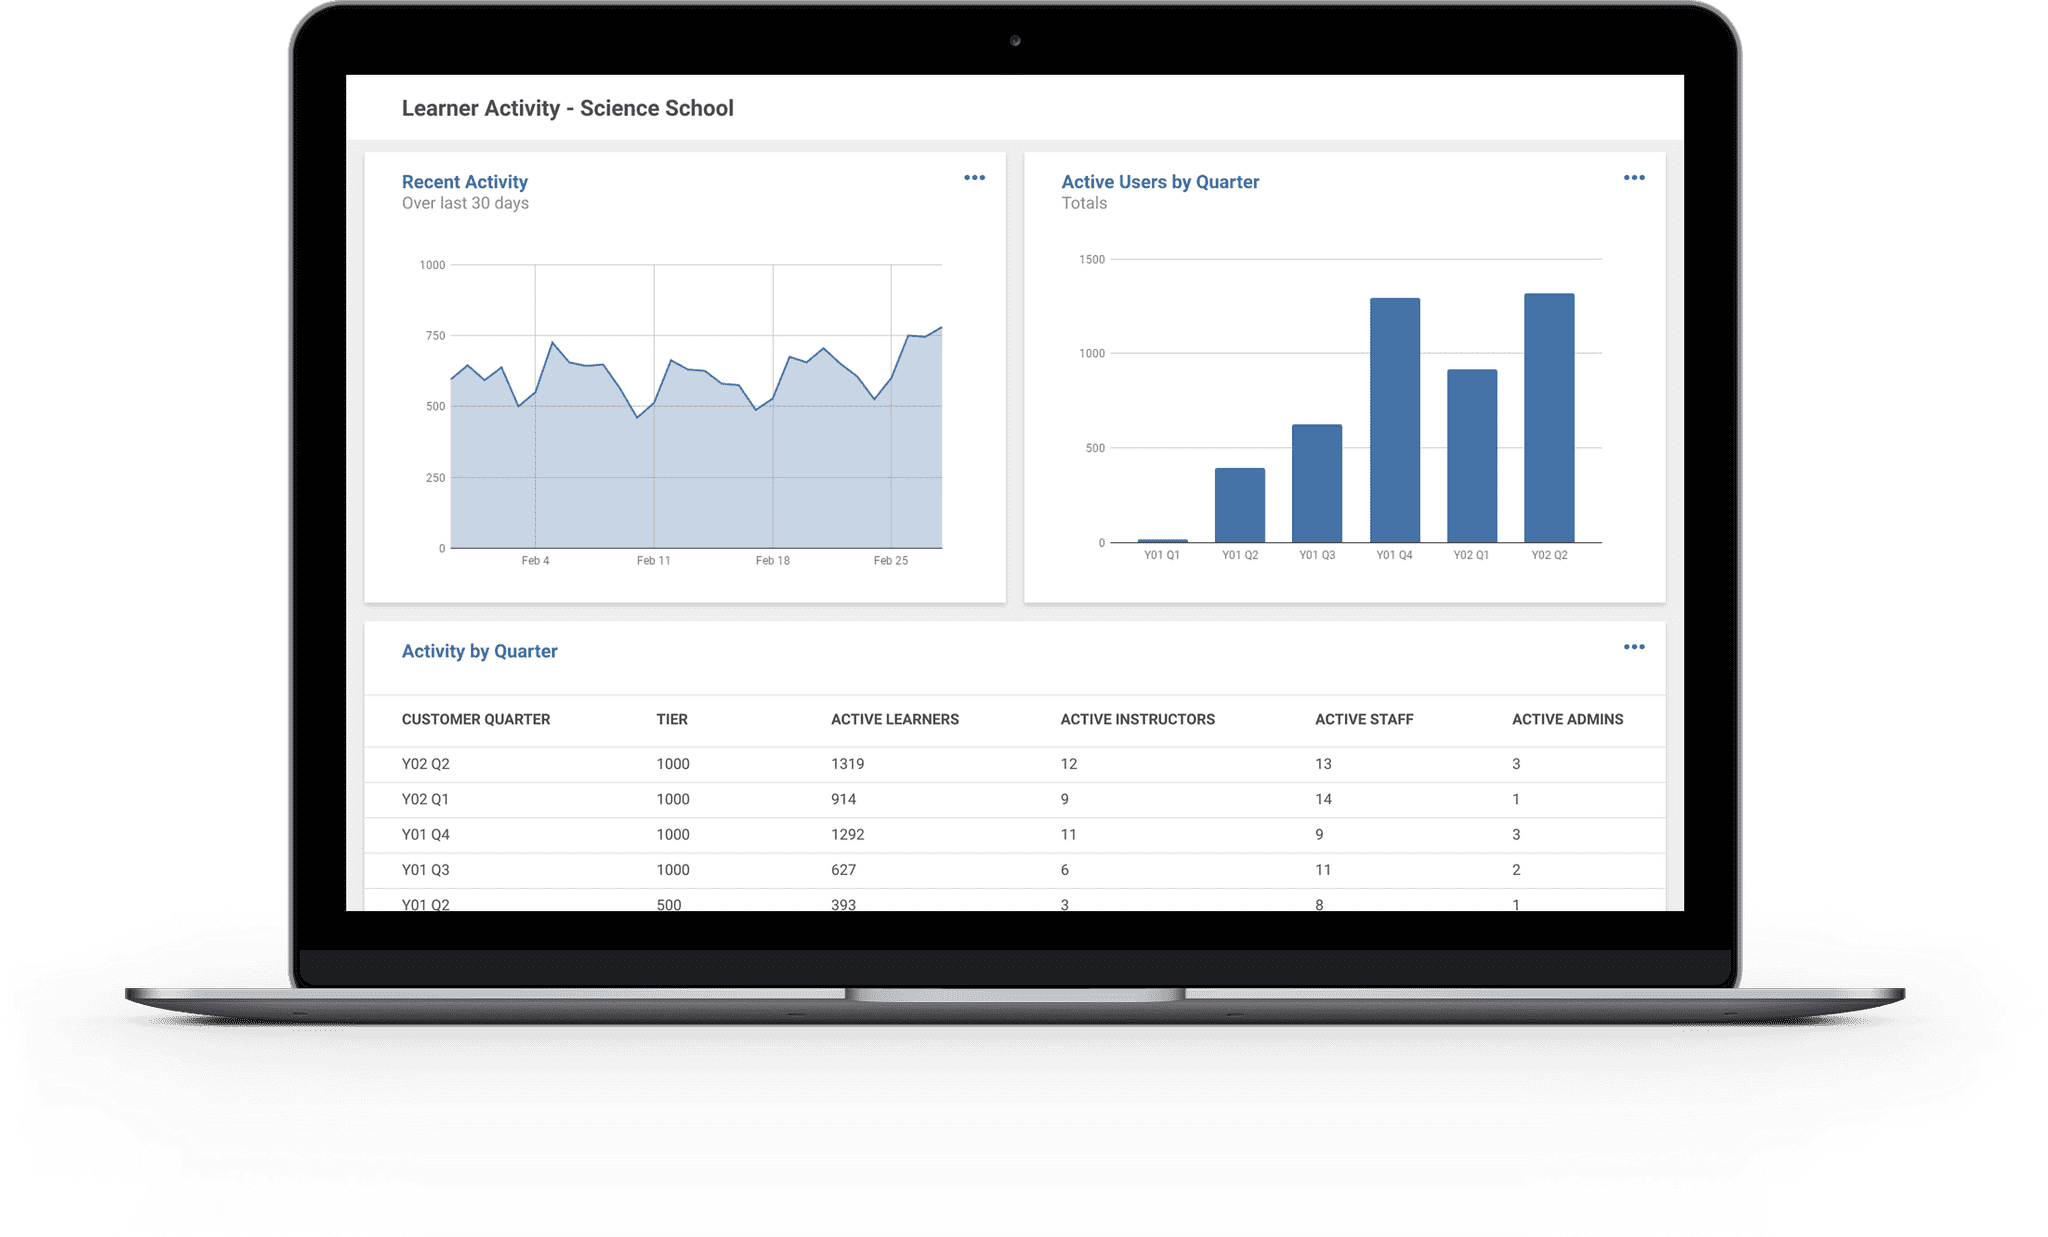 Learner Activity - Science School
Recent Activity
Over last 30 days
1000
750
500
250
0
Feb 4 Feb 11 Feb 18 Feb 25
Active Users by Quarter
Totals
1500
1000
500
0
Y01 Q1 Y01 Q2 Y01 Q3 Y01 Q4 Y02 Q1 Y02 Q2
Activity by Quarter
CUSTOMER QUARTER TIER ACTIVE LEARNERS ACTIVE INSTRUCTORS ACTIVE STAFF ACTIVE ADMINS
Y02 Q2 1000 1319 12 13 3
Y02 Q1 1000 914 9 14 1
Y01 Q4 1000 1292 11 9 3
Y01 Q3 1000 627 6 11 2
Y01 Q2 500 393 3 8 1